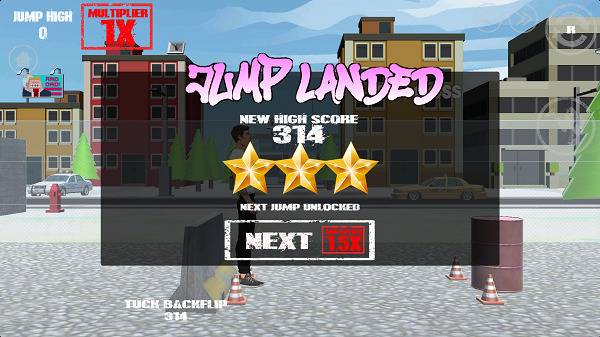 JUMP HIGH
0
MULTIPLIER
1X
R
JUMP LANDED
NEW HIGH SCORE
314
NEXT JUMP UNLOCKED
NEXT
1.5X
TUCK BACKFLIP
314